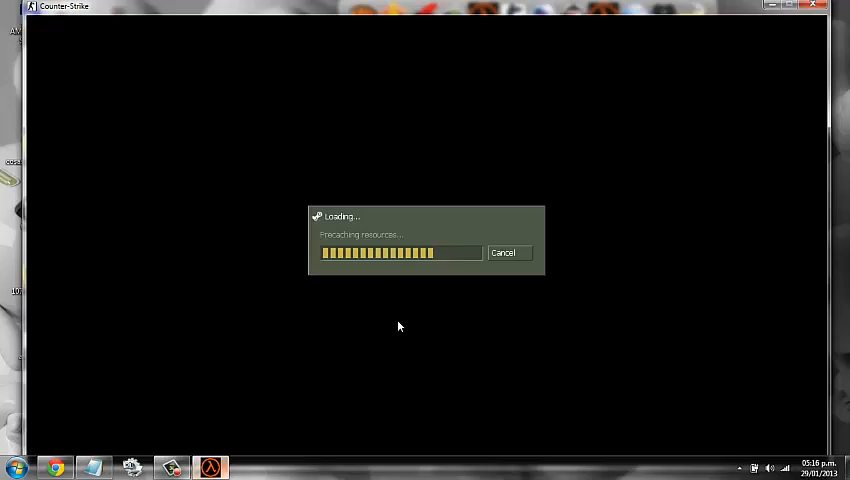 Counter-Strike
Loading...
Precaching resources...
Cancel
05:16 p.m.
29/01/2013